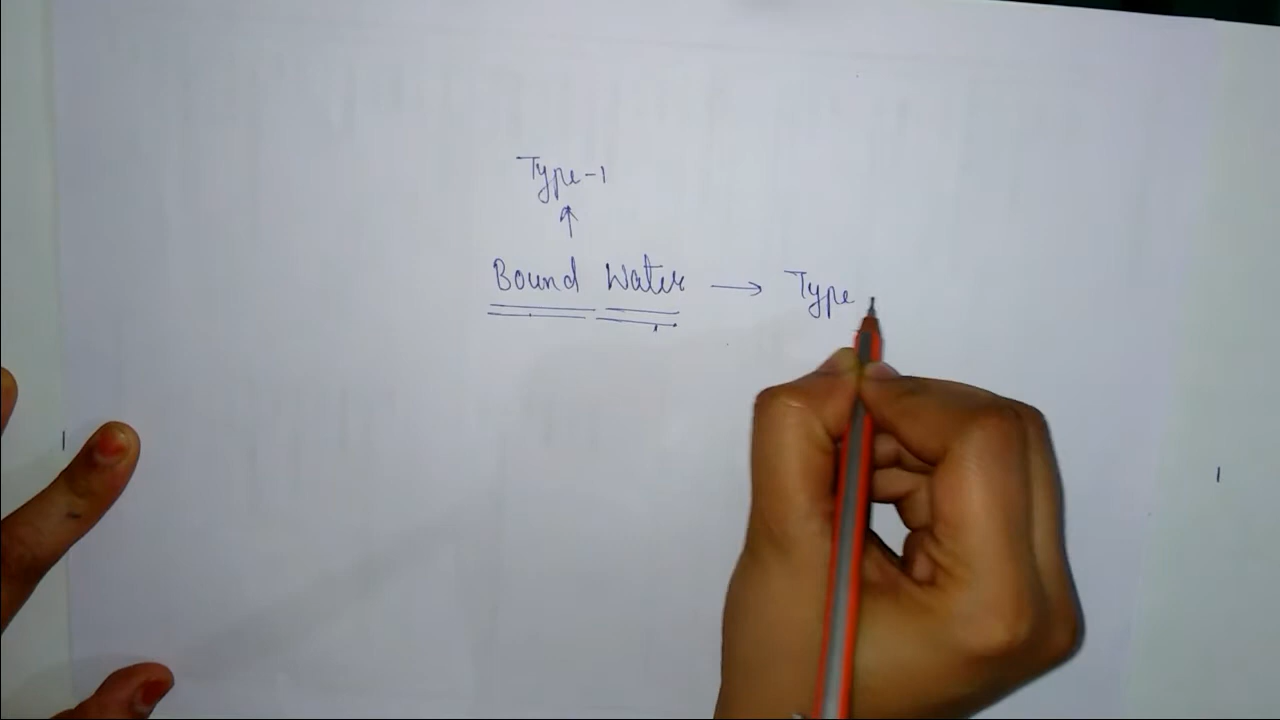 Type-1
↑
Bound Water → Type